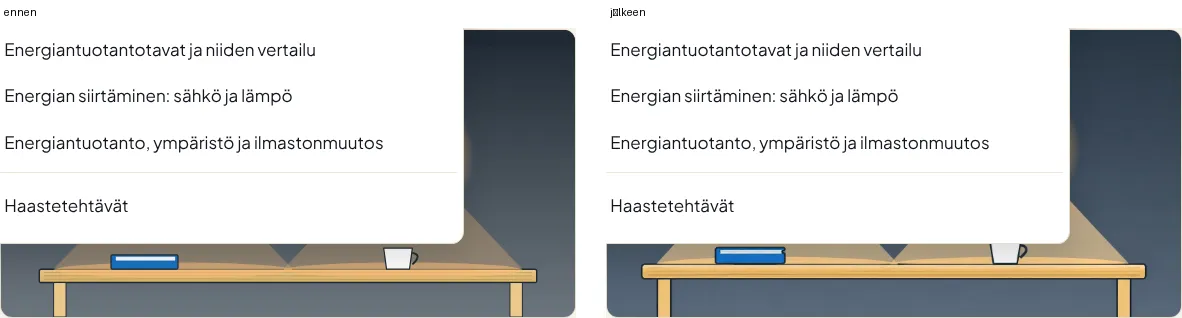 ennen
jälkeen
Energiantuotantotavat ja niiden vertailu
Energiantuotantotavat ja niiden vertailu
Energian siirtäminen: sähkö ja lämpö
Energian siirtäminen: sähkö ja lämpö
Energiantuotanto, ympäristö ja ilmastonmuutos
Energiantuotanto, ympäristö ja ilmastonmuutos
Haastetehtävät
Haastetehtävät